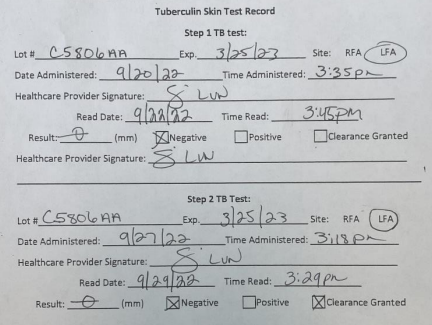 Tuberculin Skin Test Record
Step 1 TB test:
Lot # C5806AA Exp. 3/25/23 Site: RFA LFA
Date Administered: 9/20/22 Time Administered: 3:35pm
Healthcare Provider Signature: LVN
Read Date: 9/22/22 Time Read: 3:45PM
Result: 0 (mm) Negative Positive Clearance Granted
Healthcare Provider Signature: LVN
Step 2 TB Test:
Lot # C5806AA Exp. 3/25/23 Site: RFA LFA
Date Administered: 9/27/22 Time Administered: 3:18pm
Healthcare Provider Signature: LVN
Read Date: 9/29/22 Time Read: 3:29pm
Result: 0 (mm) Negative Positive Clearance Granted